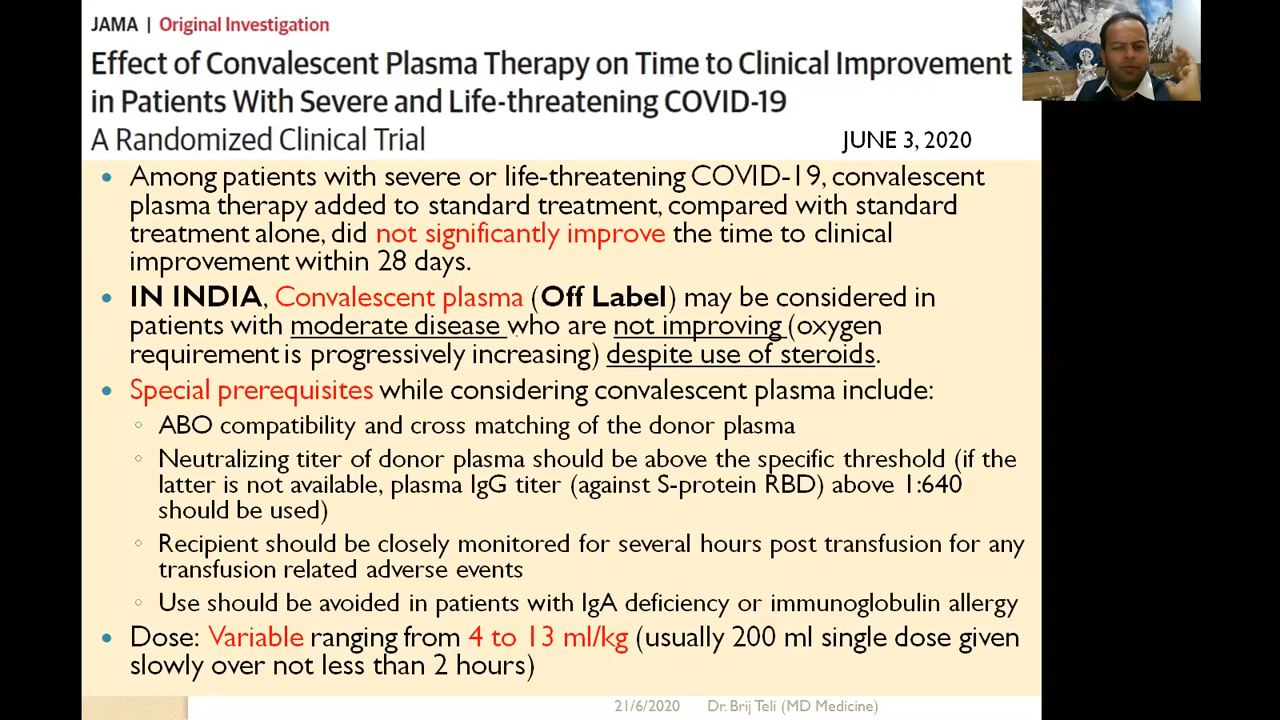 JAMA | Original Investigation
Effect of Convalescent Plasma Therapy on Time to Clinical Improvement
in Patients With Severe and Life-threatening COVID-19
A Randomized Clinical Trial
JUNE 3, 2020
• Among patients with severe or life-threatening COVID-19, convalescent
plasma therapy added to standard treatment, compared with standard
treatment alone, did not significantly improve the time to clinical
improvement within 28 days.
• IN INDIA, Convalescent plasma (Off Label) may be considered in
patients with moderate disease who are not improving (oxygen
requirement is progressively increasing) despite use of steroids.
• Special prerequisites while considering convalescent plasma include:
◦ ABO compatibility and cross matching of the donor plasma
◦ Neutralizing titer of donor plasma should be above the specific threshold (if the
latter is not available, plasma IgG titer (against S-protein RBD) above 1:640
should be used)
◦ Recipient should be closely monitored for several hours post transfusion for any
transfusion related adverse events
◦ Use should be avoided in patients with IgA deficiency or immunoglobulin allergy
• Dose: Variable ranging from 4 to 13 ml/kg (usually 200 ml single dose given
slowly over not less than 2 hours)
21/6/2020 Dr. Brij Teli (MD Medicine)